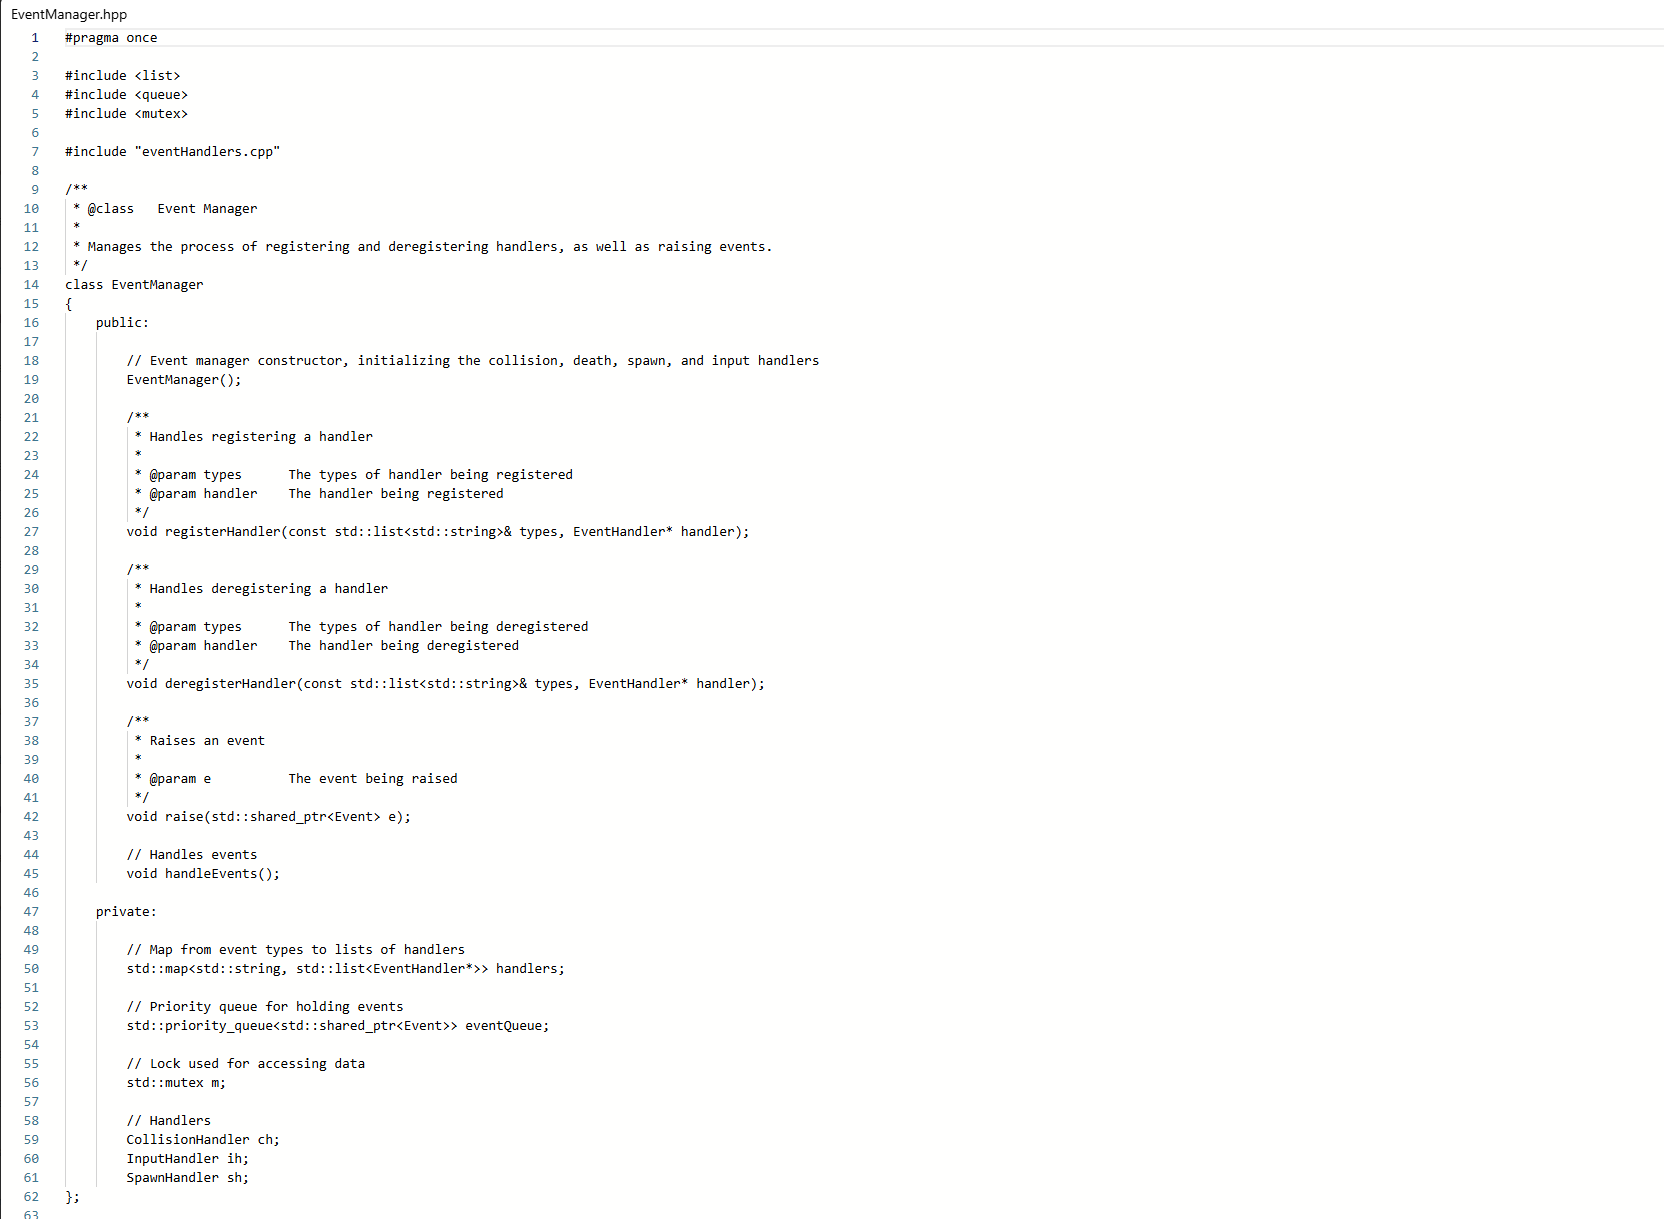 EventManager.hpp
1 #pragma once
2
3 #include <list>
4 #include <queue>
5 #include <mutex>
6
7 #include "eventHandlers.cpp"
8
9 /**
10 * @class   Event Manager
11 *
12 * Manages the process of registering and deregistering handlers, as well as raising events.
13 */
14 class EventManager
15 {
16     public:
17
18         // Event manager constructor, initializing the collision, death, spawn, and input handlers
19         EventManager();
20
21         /**
22          * Handles registering a handler
23          *
24          * @param types      The types of handler being registered
25          * @param handler    The handler being registered
26          */
27         void registerHandler(const std::list<std::string>& types, EventHandler* handler);
28
29         /**
30          * Handles deregistering a handler
31          *
32          * @param types      The types of handler being deregistered
33          * @param handler    The handler being deregistered
34          */
35         void deregisterHandler(const std::list<std::string>& types, EventHandler* handler);
36
37         /**
38          * Raises an event
39          *
40          * @param e          The event being raised
41          */
42         void raise(std::shared_ptr<Event> e);
43
44         // Handles events
45         void handleEvents();
46
47     private:
48
49         // Map from event types to lists of handlers
50         std::map<std::string, std::list<EventHandler*>> handlers;
51
52         // Priority queue for holding events
53         std::priority_queue<std::shared_ptr<Event>> eventQueue;
54
55         // Lock used for accessing data
56         std::mutex m;
57
58         // Handlers
59         CollisionHandler ch;
60         InputHandler ih;
61         SpawnHandler sh;
62 };
63